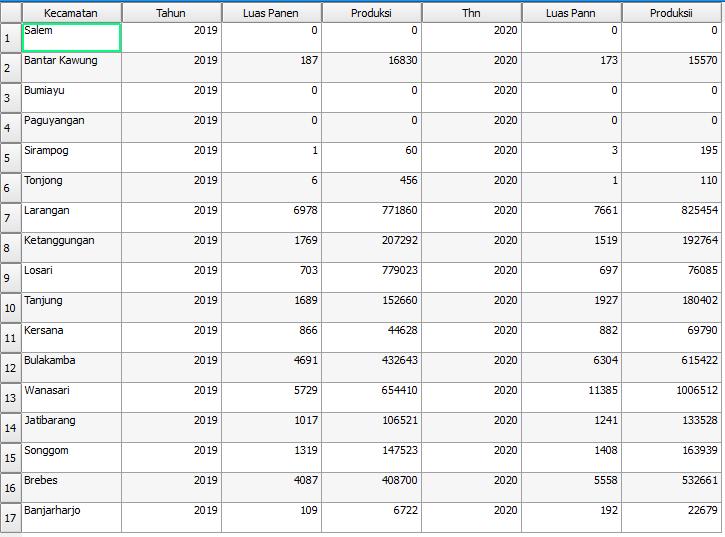 Kecamatan Tahun Luas Panen Produksi Thn Luas Pann Produksii
1 Salem 2019 0 0 2020 0 0
2 Bantar Kawung 2019 187 16830 2020 173 15570
3 Bumiayu 2019 0 0 2020 0 0
4 Paguyangan 2019 0 0 2020 0 0
5 Sirampog 2019 1 60 2020 3 195
6 Tonjong 2019 6 456 2020 1 110
7 Larangan 2019 6978 771860 2020 7661 825454
8 Ketanggungan 2019 1769 207292 2020 1519 192764
9 Losari 2019 703 779023 2020 697 76085
10 Tanjung 2019 1689 152660 2020 1927 180402
11 Kersana 2019 866 44628 2020 882 69790
12 Bulakamba 2019 4691 432643 2020 6304 615422
13 Wanasari 2019 5729 654410 2020 11385 1006512
14 Jatibarang 2019 1017 106521 2020 1241 133528
15 Songgom 2019 1319 147523 2020 1408 163939
16 Brebes 2019 4087 408700 2020 5558 532661
17 Banjarharjo 2019 109 6722 2020 192 22679